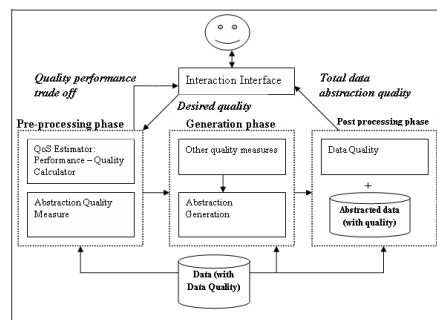 Quality performance
trade off
Interaction Interface
Total data
abstraction quality
Desired quality
Pre-processing phase
Generation phase
Post processing phase
QoS Estimator:
Performance – Quality
Calculator
Abstraction Quality
Measure
Other quality measures
Abstraction
Generation
Data Quality
+
Abstracted data
(with quality)
Data (with
Data Quality)